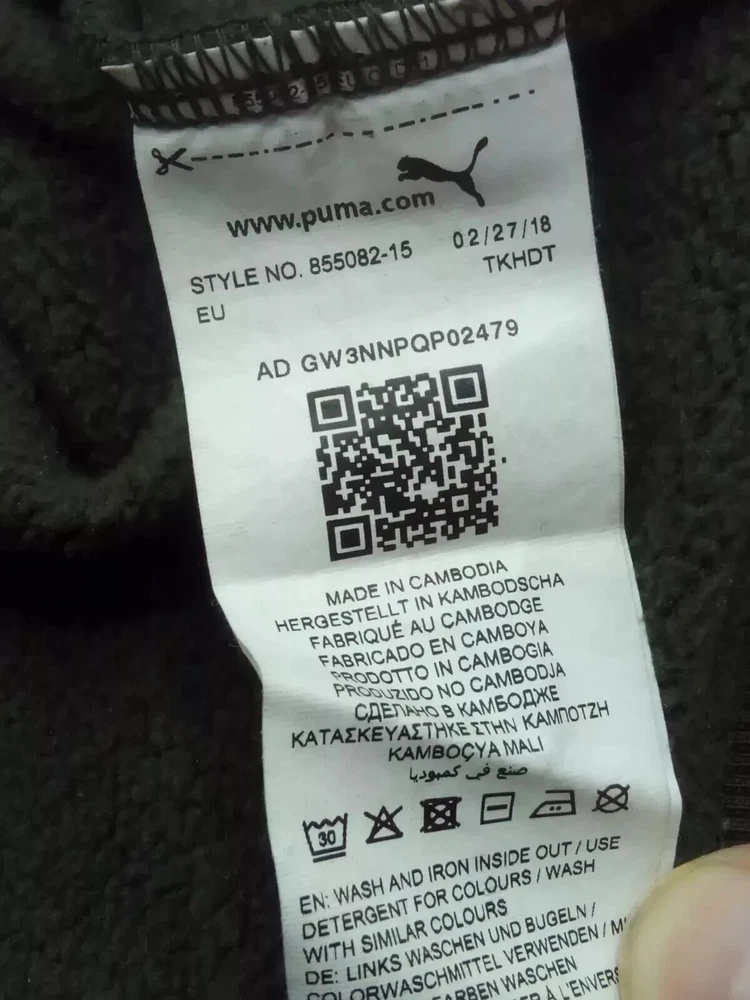 www.puma.com
STYLE NO. 855082-15 02/27/18
EU TKHDT
AD GW3NNPQP02479
MADE IN CAMBODIA
HERGESTELLT IN KAMBODSCHA
FABRIQUÉ AU CAMBODGE
FABRICADO EN CAMBOYA
PRODOTTO IN CAMBOGIA
PRODUZIDO NO CAMBODJA
СДЕЛАНО В КАМБОДЖЕ
ΚΑΤΑΣΚΕΥΑΣΤΗΚΕ ΣΤΗΝ ΚΑΜΠΟΤΖΗ
KAMBOÇYA MALI
صنع في كمبوديا
30
EN: WASH AND IRON INSIDE OUT / USE
DETERGENT FOR COLOURS / WASH
WITH SIMILAR COLOURS
DE: LINKS WASCHEN UND BUGELN /
COLORWASCHMITTEL VERWENDEN /
FARBEN WASCHEN
À L'ENVERS